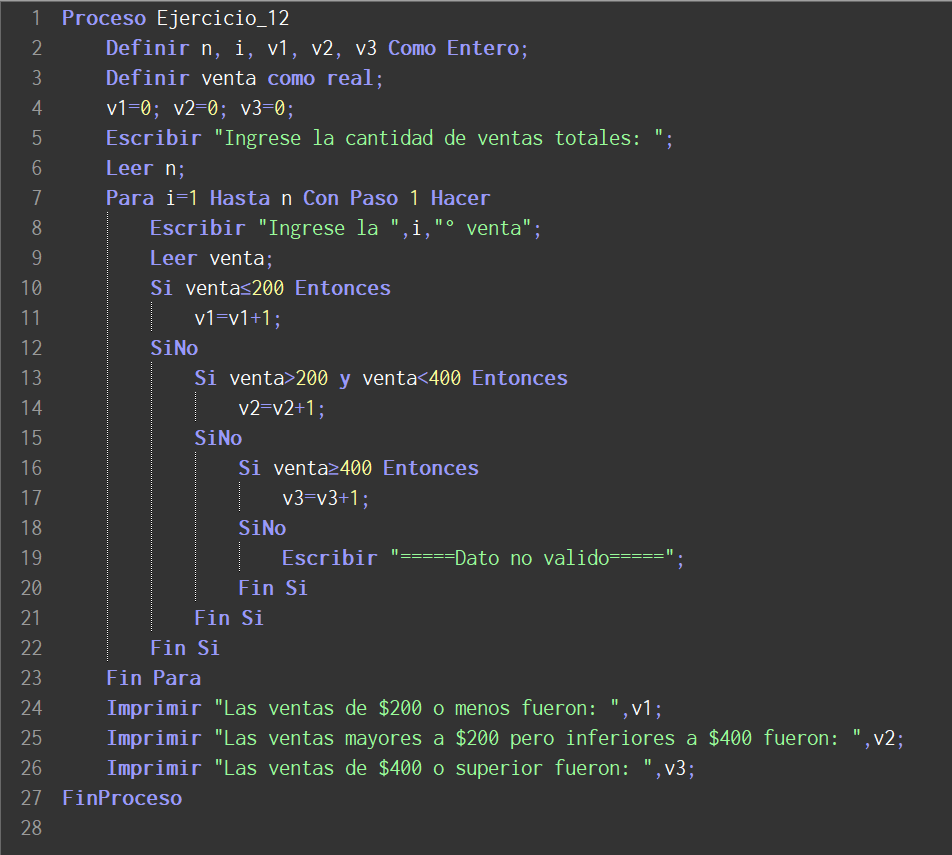 1 Proceso Ejercicio_12
2 Definir n, i, v1, v2, v3 Como Entero;
3 Definir venta como real;
4 v1=0; v2=0; v3=0;
5 Escribir "Ingrese la cantidad de ventas totales: ";
6 Leer n;
7 Para i=1 Hasta n Con Paso 1 Hacer
8 Escribir "Ingrese la ",i,"° venta";
9 Leer venta;
10 Si venta≤200 Entonces
11 v1=v1+1;
12 SiNo
13 Si venta>200 y venta<400 Entonces
14 v2=v2+1;
15 SiNo
16 Si venta≥400 Entonces
17 v3=v3+1;
18 SiNo
19 Escribir "=====Dato no valido=====";
20 Fin Si
21 Fin Si
22 Fin Si
23 Fin Para
24 Imprimir "Las ventas de $200 o menos fueron: ",v1;
25 Imprimir "Las ventas mayores a $200 pero inferiores a $400 fueron: ",v2;
26 Imprimir "Las ventas de $400 o superior fueron: ",v3;
27 FinProceso
28